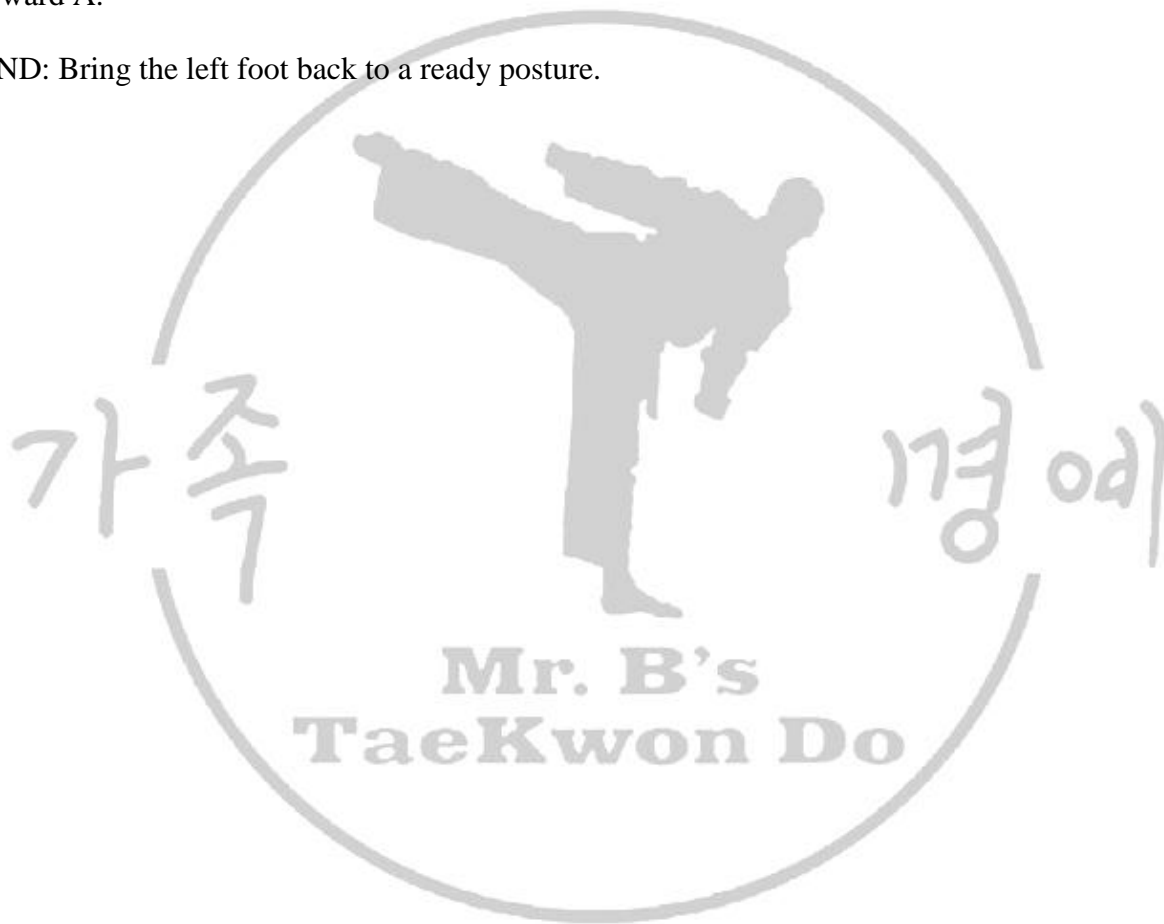 ward A.
ND: Bring the left foot back to a ready posture.
가족
명예
Mr. B's
TaeKwon Do